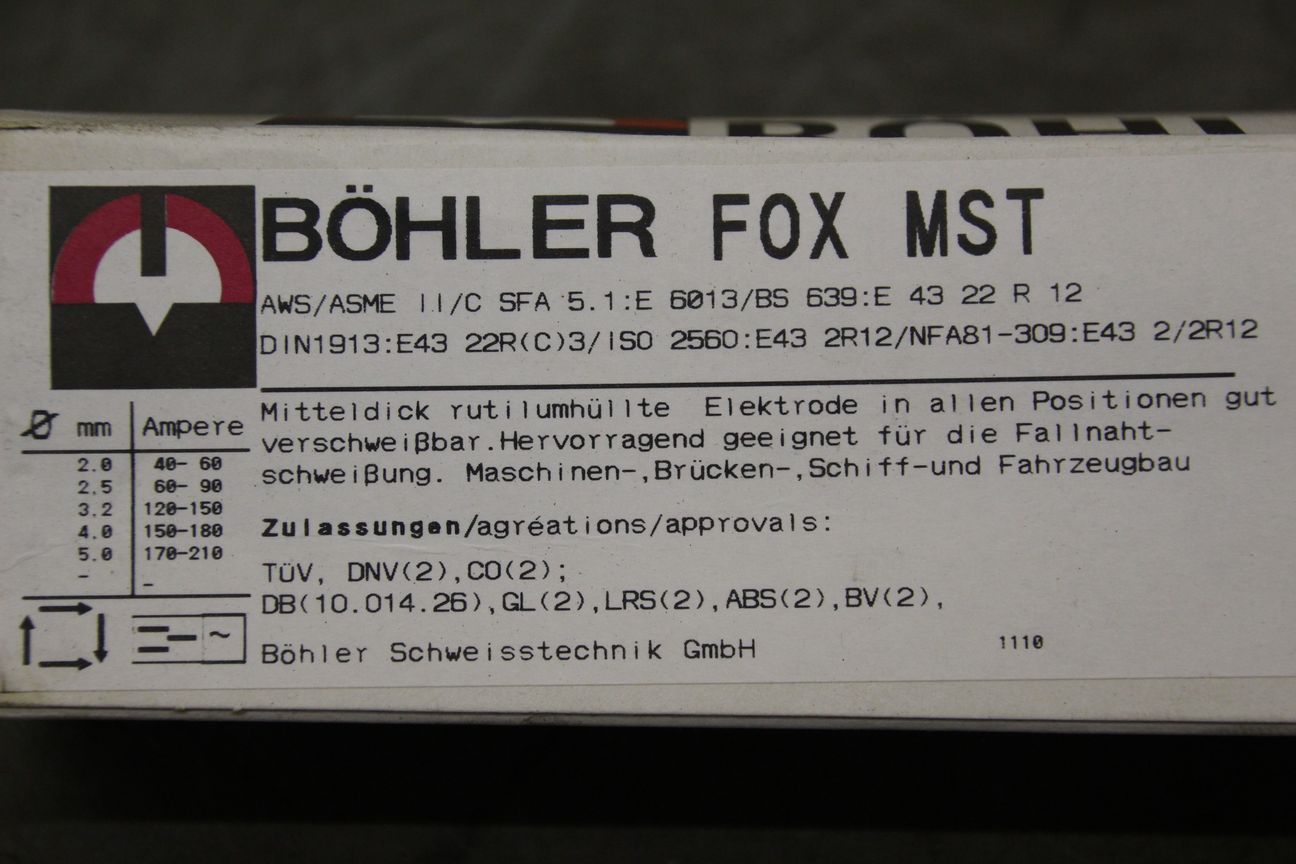 BÖHL
BÖHLER FOX MST
AWS/ASME II/C SFA 5.1:E 6013/BS 639:E 43 22 R 12
DIN1913:E43 22R(C)3/ISO 2560:E43 2R12/NFA81-309:E43 2/2R12
Ø mm Ampere
2.0 40- 60
2.5 60- 90
3.2 120-150
4.0 150-180
5.0 170-210
- -
Mitteldick rutilumhüllte Elektrode in allen Positionen gut
verschweißbar.Hervorragend geeignet für die Fallnaht-
schweißung. Maschinen-,Brücken-,Schiff-und Fahrzeugbau
Zulassungen/agréations/approvals:
TÜV, DNV(2),CO(2);
DB(10.014.26),GL(2),LRS(2),ABS(2),BV(2),
Böhler Schweisstechnik GmbH 1110